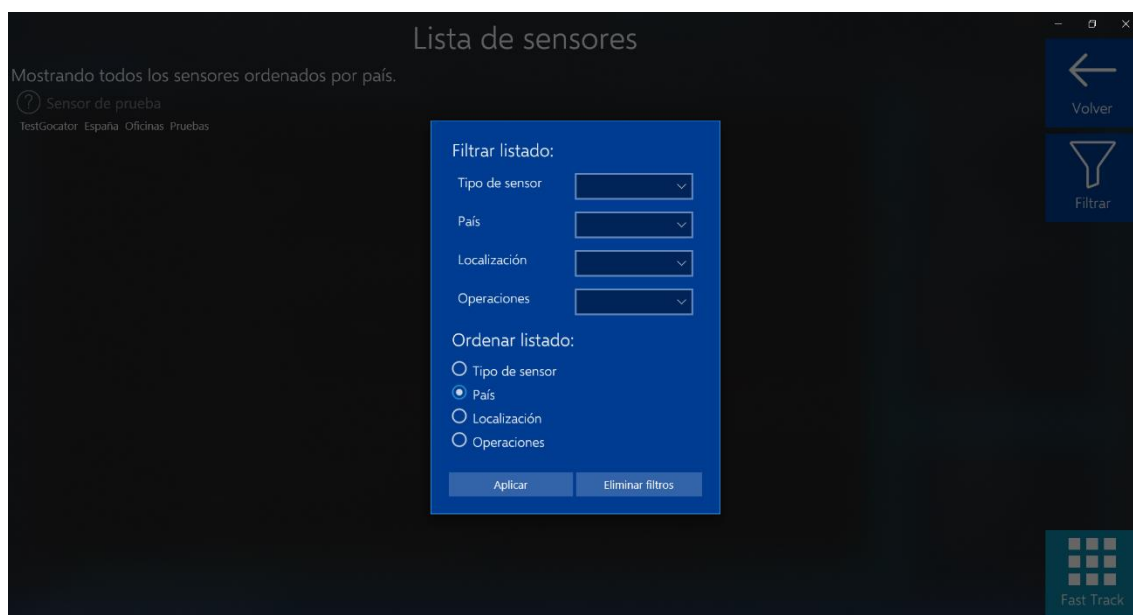 Lista de sensores
Mostrando todos los sensores ordenados por país.
? Sensor de prueba
TestGocator España Oficinas Pruebas
Volver
Filtrar
Filtrar listado:
Tipo de sensor
País
Localización
Operaciones
Ordenar listado:
Tipo de sensor
País
Localización
Operaciones
Aplicar Eliminar filtros
Fast Track